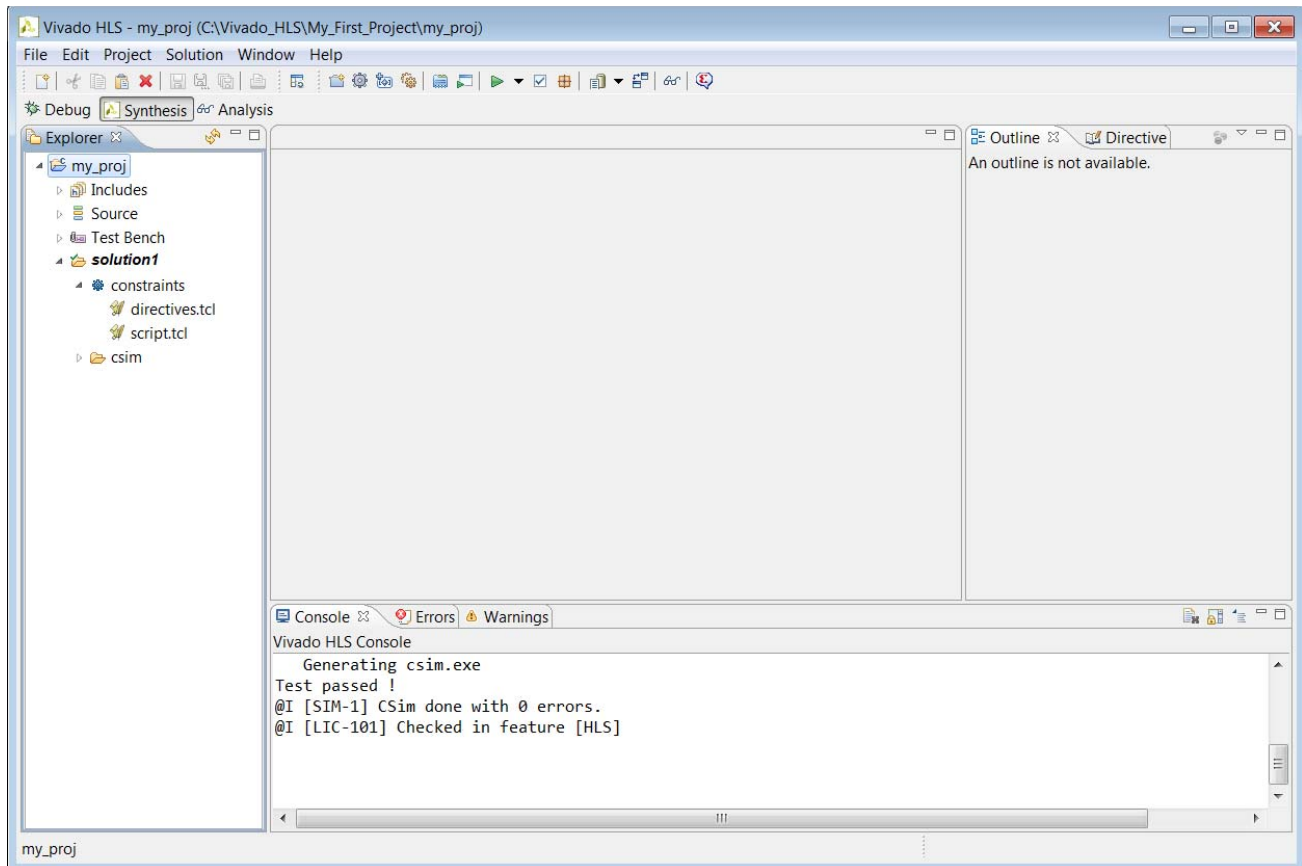 Vivado HLS - my_proj (C:\Vivado_HLS\My_First_Project\my_proj)
File Edit Project Solution Window Help
Debug Synthesis Analysis
Explorer
my_proj
Includes
Source
Test Bench
solution1
constraints
directives.tcl
script.tcl
csim
Outline Directive
An outline is not available.
Console Errors Warnings
Vivado HLS Console
Generating csim.exe
Test passed !
@I [SIM-1] CSim done with 0 errors.
@I [LIC-101] Checked in feature [HLS]
my_proj